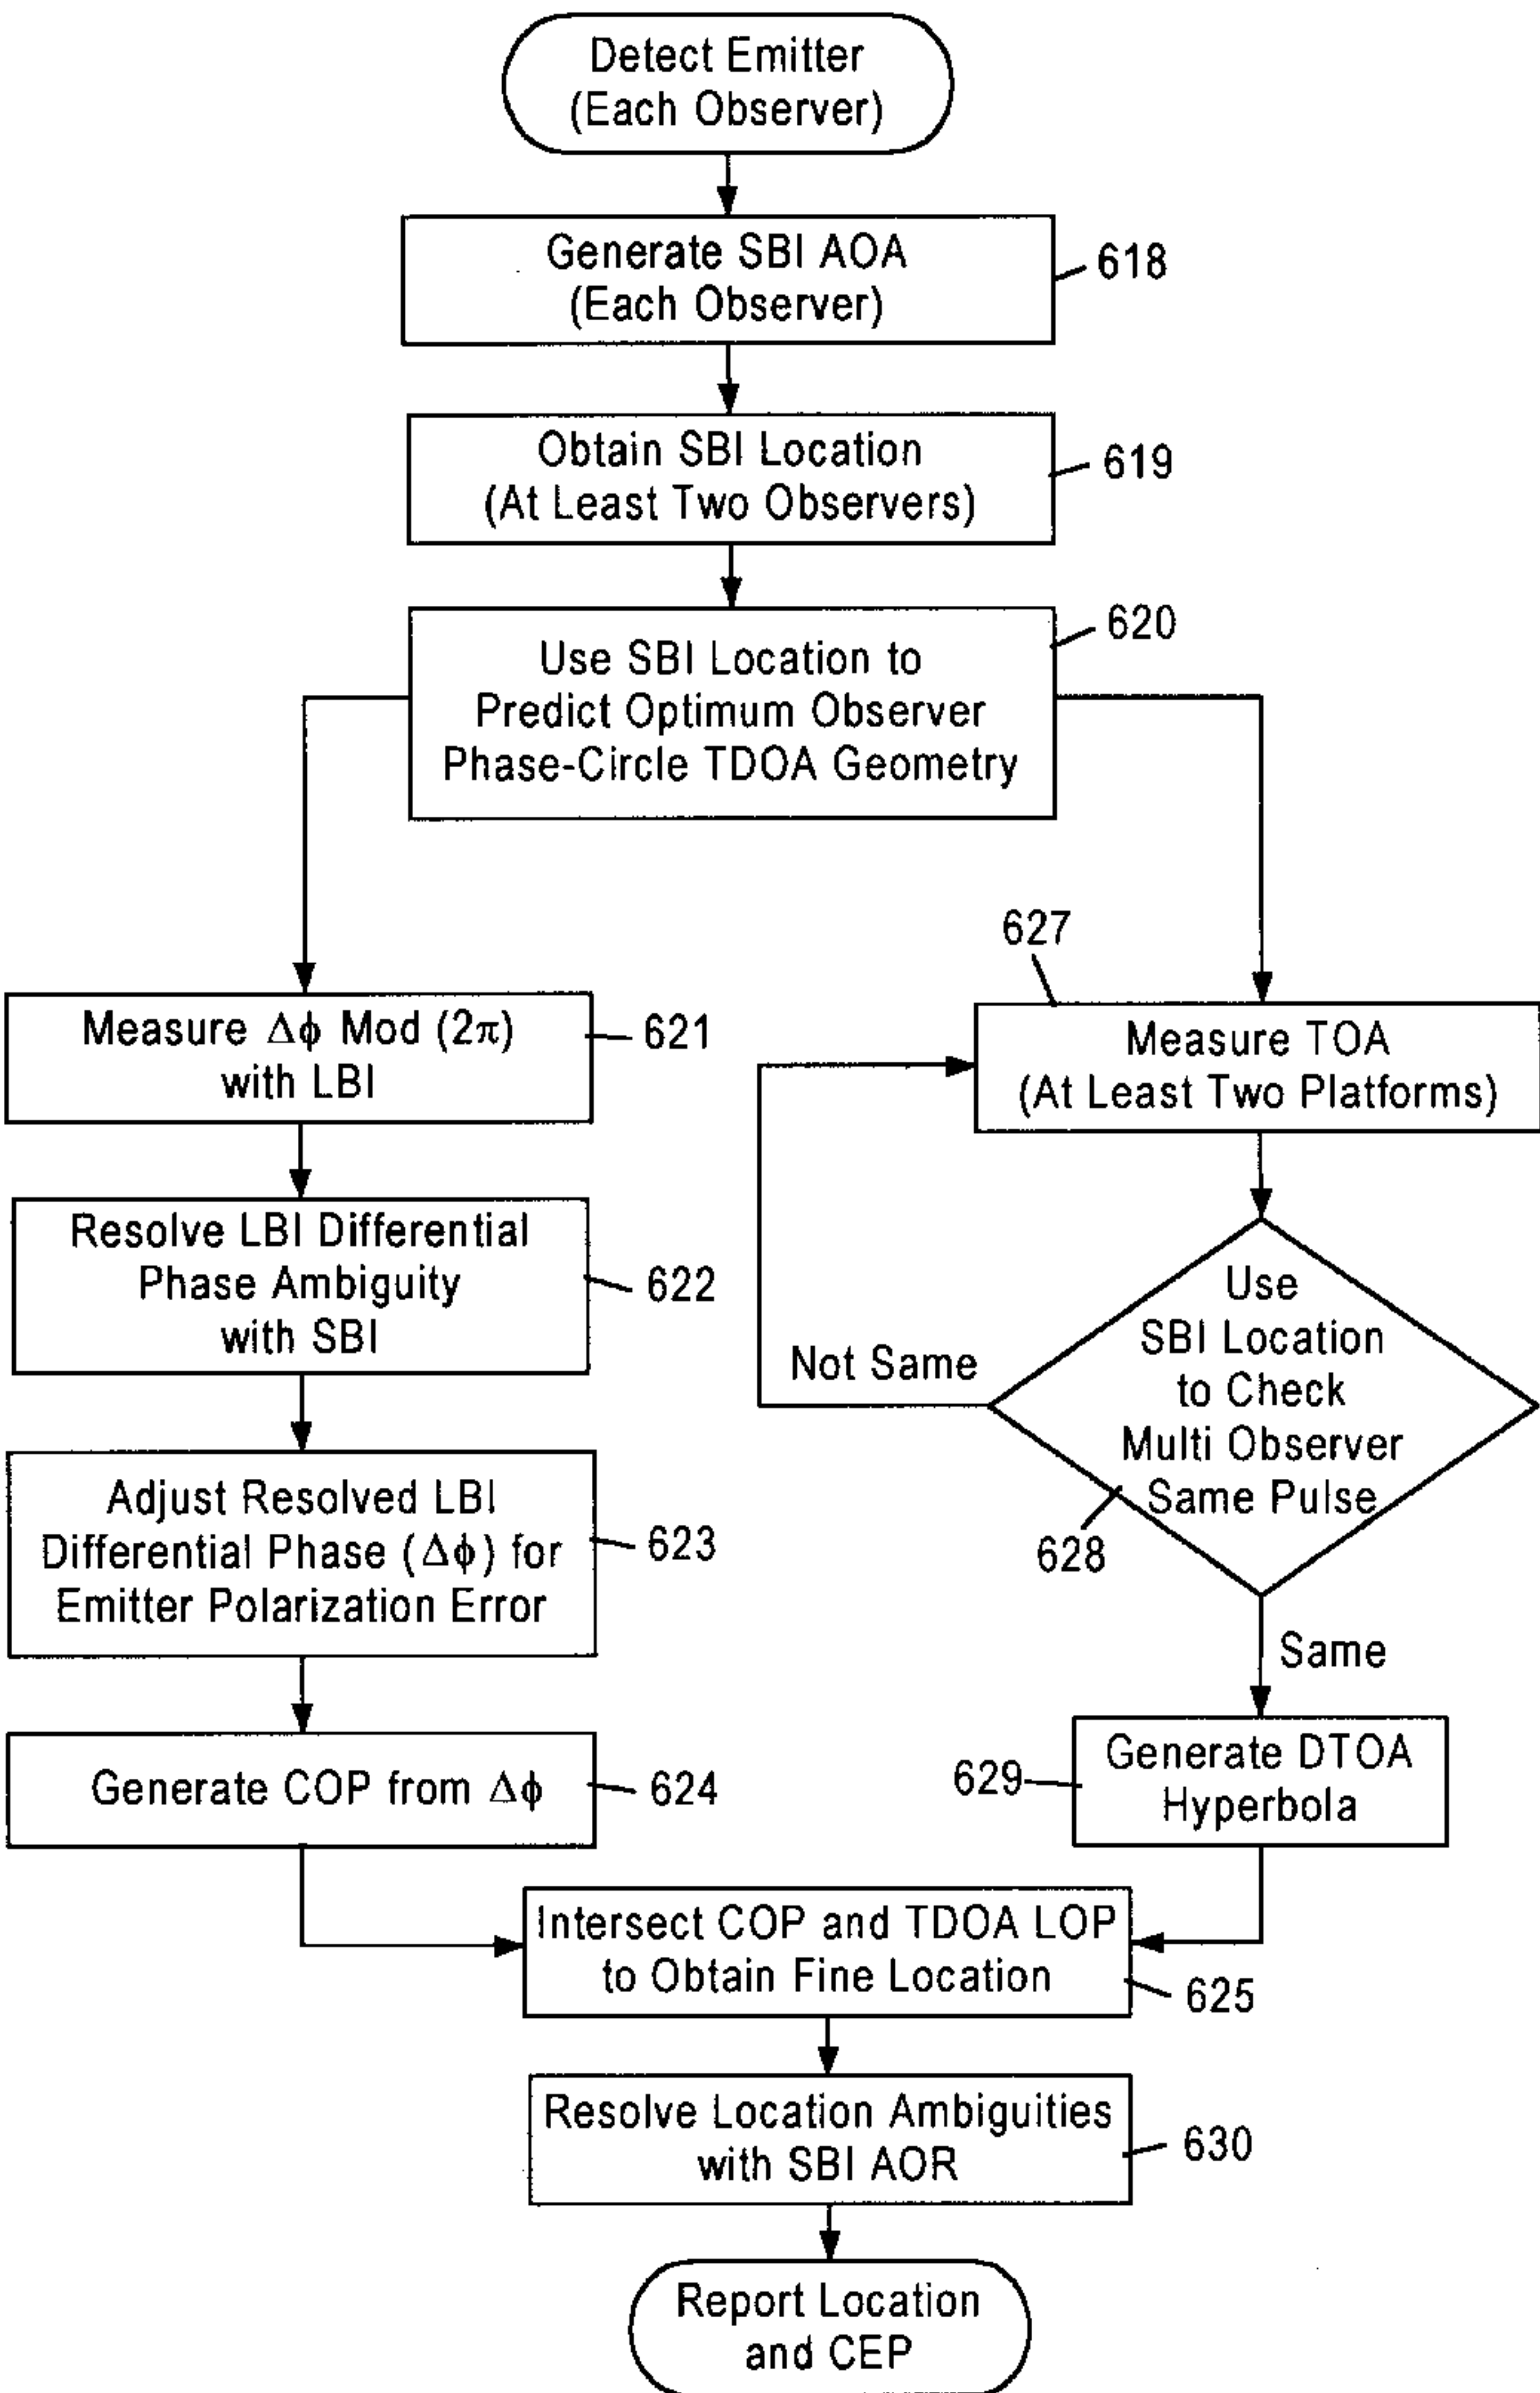 Detect Emitter
(Each Observer)
Generate SBI AOA
(Each Observer)
618
Obtain SBI Location
(At Least Two Observers)
619
Use SBI Location to
Predict Optimum Observer
Phase-Circle TDOA Geometry
620
Measure Δϕ Mod (2π)
with LBI
621
Resolve LBI Differential
Phase Ambiguity
with SBI
622
Adjust Resolved LBI
Differential Phase (Δϕ) for
Emitter Polarization Error
623
Generate COP from Δϕ
624
627
Measure TOA
(At Least Two Platforms)
Use
SBI Location
to Check
Multi Observer
Same Pulse
628
Not Same
Same
Generate DTOA
Hyperbola
629
Intersect COP and TDOA LOP
to Obtain Fine Location
625
Resolve Location Ambiguities
with SBI AOR
630
Report Location
and CEP